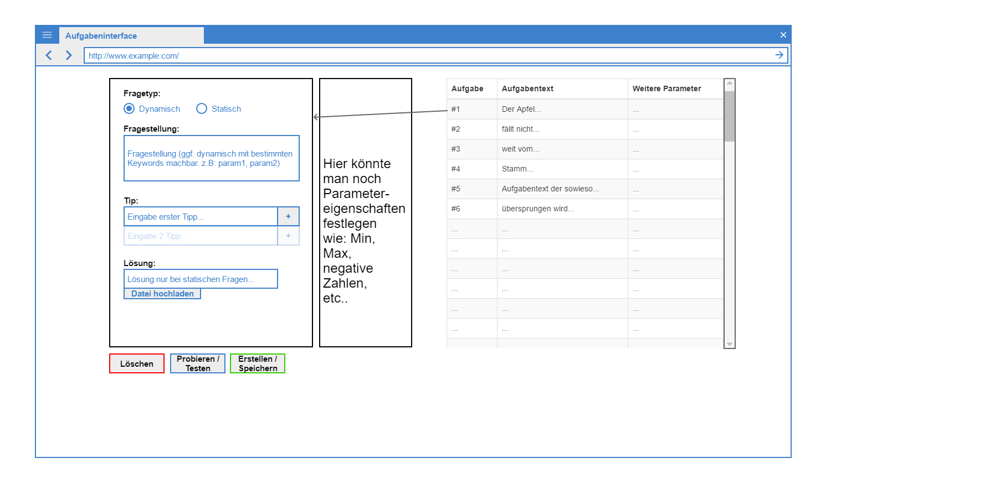 Aufgabeninterface
http://www.example.com/
Fragetyp:
Dynamisch Statisch
Fragestellung:
Fragestellung (ggf. dynamisch mit bestimmten
Keywords machbar. z.B: param1, param2)
Tip:
Eingabe erster Tipp... +
Eingabe 2 Tipp... +
Lösung:
Lösung nur bei statischen Fragen...
Datei hochladen
Hier könnte
man noch
Parameter-
eigenschaften
festlegen
wie: Min,
Max,
negative
Zahlen,
etc..
Aufgabe Aufgabentext Weitere Parameter
#1 Der Apfel... ...
#2 fällt nicht... ...
#3 weit vom... ...
#4 Stamm... ...
#5 Aufgabentext der sowieso... ...
#6 übersprungen wird... ...
... ... ...
... ... ...
... ... ...
... ... ...
... ... ...
... ... ...
Löschen
Probieren /
Testen
Erstellen /
Speichern